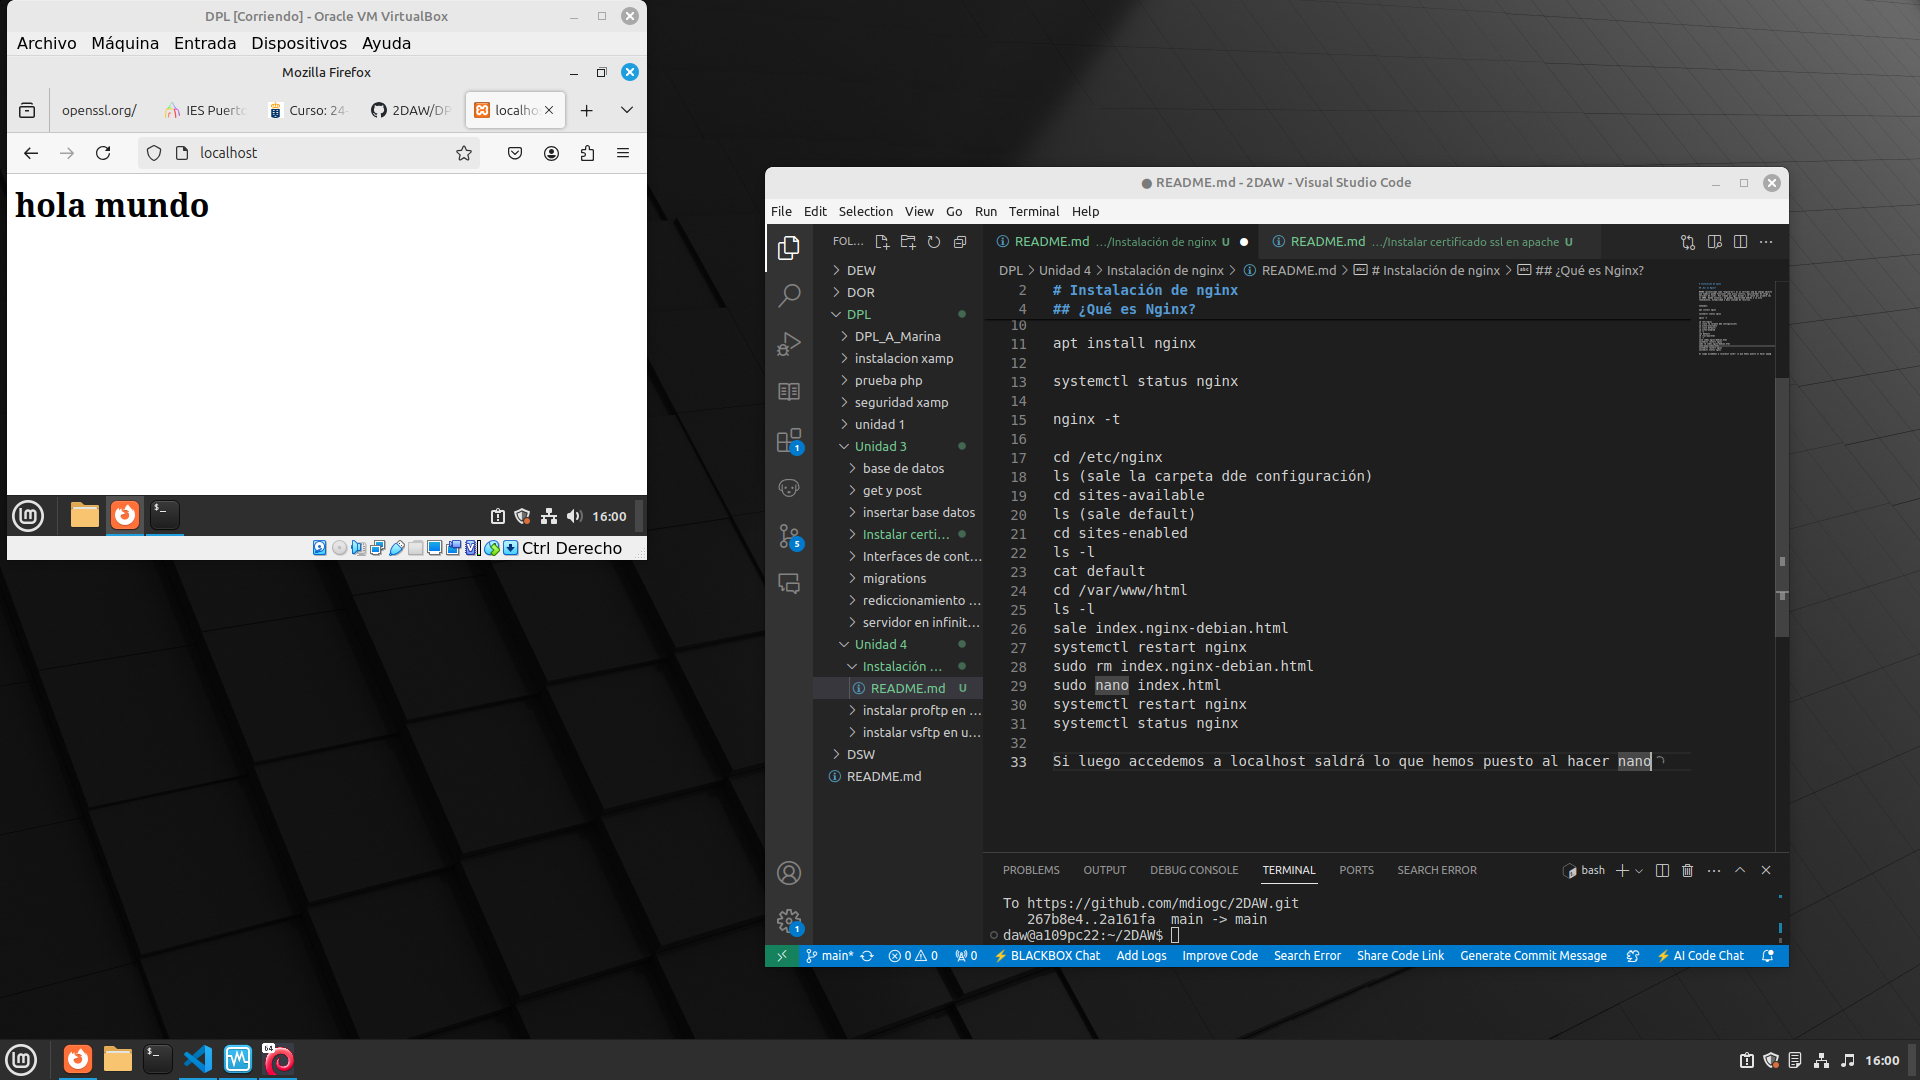 DPL [Corriendo] - Oracle VM VirtualBox
Archivo Máquina Entrada Dispositivos Ayuda
Mozilla Firefox
openssl.org/ IES Puerto Curso: 24- 2DAW/DP localho
localhost
hola mundo
16:00
Ctrl Derecho
README.md - 2DAW - Visual Studio Code
File Edit Selection View Go Run Terminal Help
FOL...
README.md .../Instalación de nginx U
README.md .../Instalar certificado ssl en apache U
DPL > Unidad 4 > Instalación de nginx > README.md > # Instalación de nginx > ## ¿Qué es Nginx?
DEW
DOR
DPL
DPL_A_Marina
instalacion xamp
prueba php
seguridad xamp
unidad 1
Unidad 3
base de datos
get y post
insertar base datos
Instalar certi...
Interfaces de cont...
migrations
rediccionamiento ...
servidor en infinit...
Unidad 4
Instalación ...
README.md U
instalar proftp en ...
instalar vsftp en u...
DSW
README.md
1
5
1
2 # Instalación de nginx
4 ## ¿Qué es Nginx?
10
11 apt install nginx
12
13 systemctl status nginx
14
15 nginx -t
16
17 cd /etc/nginx
18 ls (sale la carpeta dde configuración)
19 cd sites-available
20 ls (sale default)
21 cd sites-enabled
22 ls -l
23 cat default
24 cd /var/www/html
25 ls -l
26 sale index.nginx-debian.html
27 systemctl restart nginx
28 sudo rm index.nginx-debian.html
29 sudo nano index.html
30 systemctl restart nginx
31 systemctl status nginx
32
33 Si luego accedemos a localhost saldrá lo que hemos puesto al hacer nano
PROBLEMS OUTPUT DEBUG CONSOLE TERMINAL PORTS SEARCH ERROR
bash
To https://github.com/mdiogc/2DAW.git
267b8e4..2a161fa main -> main
daw@a109pc22:~/2DAW$
main* 0 0 0 BLACKBOX Chat Add Logs Improve Code Search Error Share Code Link Generate Commit Message AI Code Chat
64
16:00